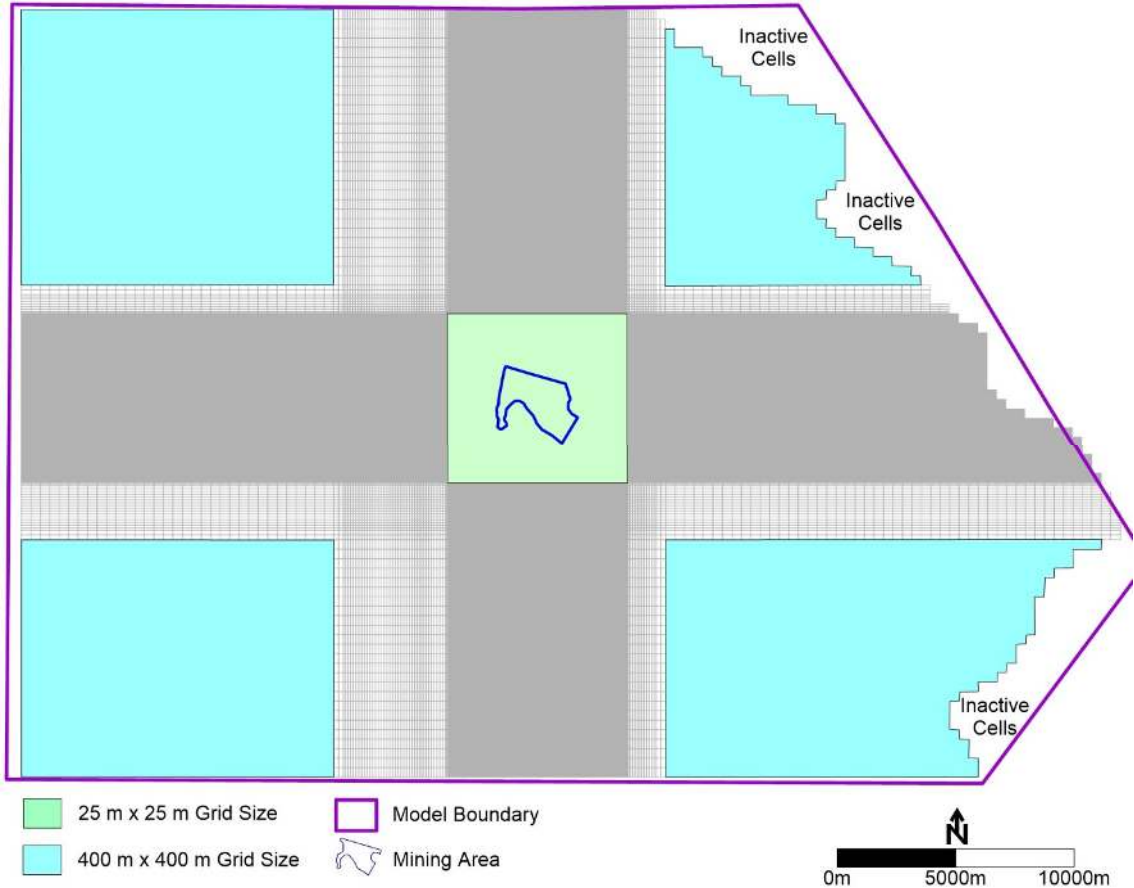 Inactive
Cells
Inactive
Cells
Inactive
Cells
25 m x 25 m Grid Size
Model Boundary
400 m x 400 m Grid Size
Mining Area
N
0m 5000m 10000m